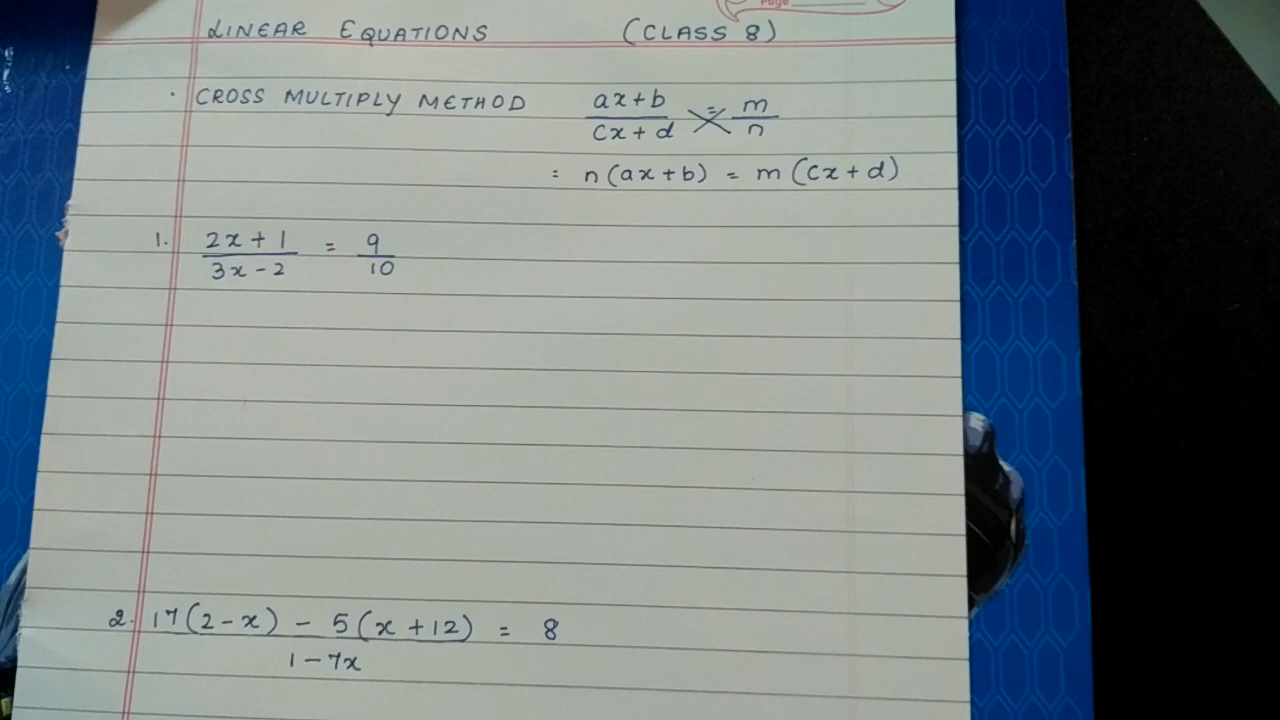 Page
LINEAR EQUATIONS (CLASS 8)
· CROSS MULTIPLY METHOD (ax+b)/(cx+d) = m/n
= n(ax+b) = m(cx+d)
1. (2x+1)/(3x-2) = 9/10
2. (17(2-x) - 5(x+12))/(1-7x) = 8